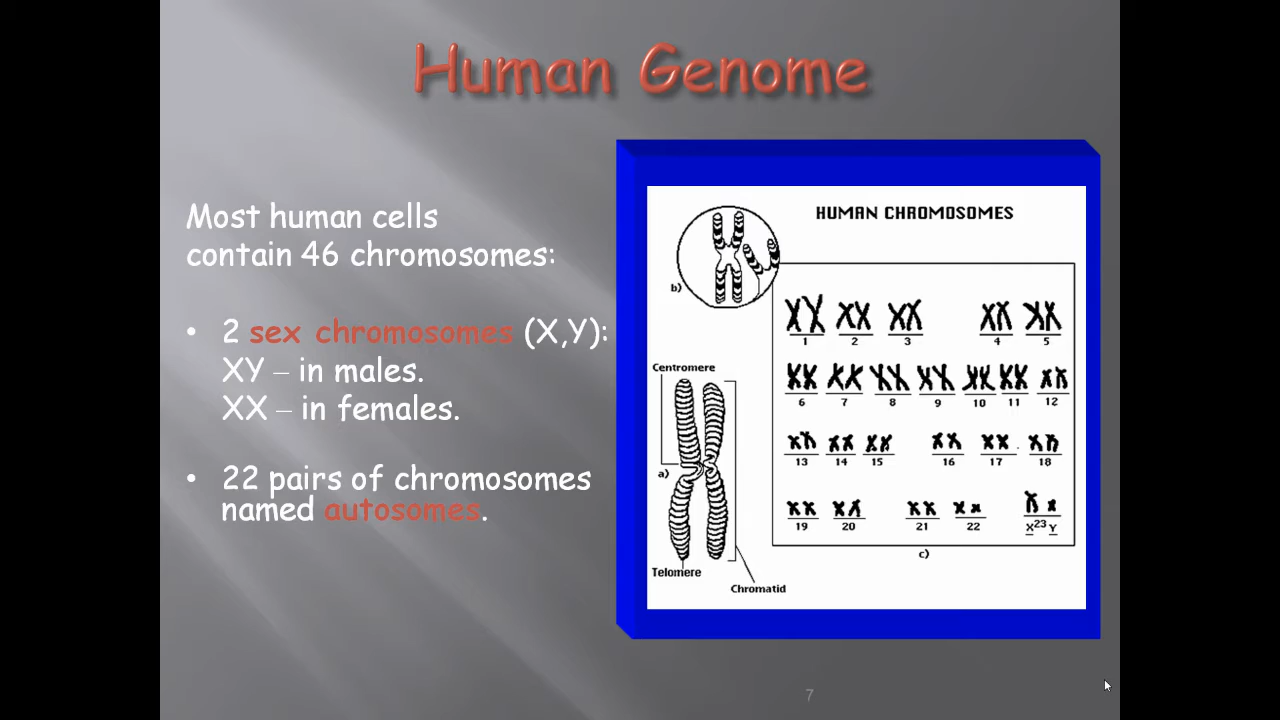 Human Genome
Most human cells
contain 46 chromosomes:
• 2 sex chromosomes (X,Y):
XY – in males.
XX – in females.
• 22 pairs of chromosomes
named autosomes.
HUMAN CHROMOSOMES
b)
1 2 3 4 5
Centromere
6 7 8 9 10 11 12
13 14 15 16 17 18
a)
19 20 21 22 X 23 Y
c)
Telomere
Chromatid
7